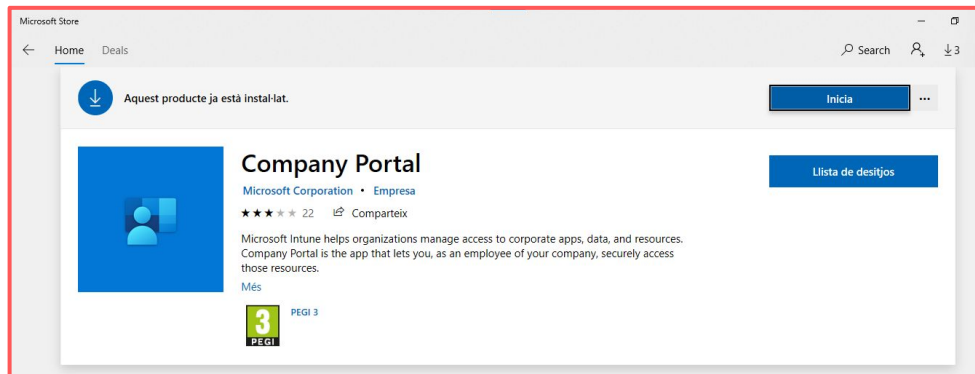 Microsoft Store
Home Deals Search 3
Aquest producte ja està instal·lat.
Inicia ...
Company Portal
Llista de desitjos
Microsoft Corporation • Empresa
22 Comparteix
Microsoft Intune helps organizations manage access to corporate apps, data, and resources.
Company Portal is the app that lets you, as an employee of your company, securely access
those resources.
Més
3
PEGI
PEGI 3